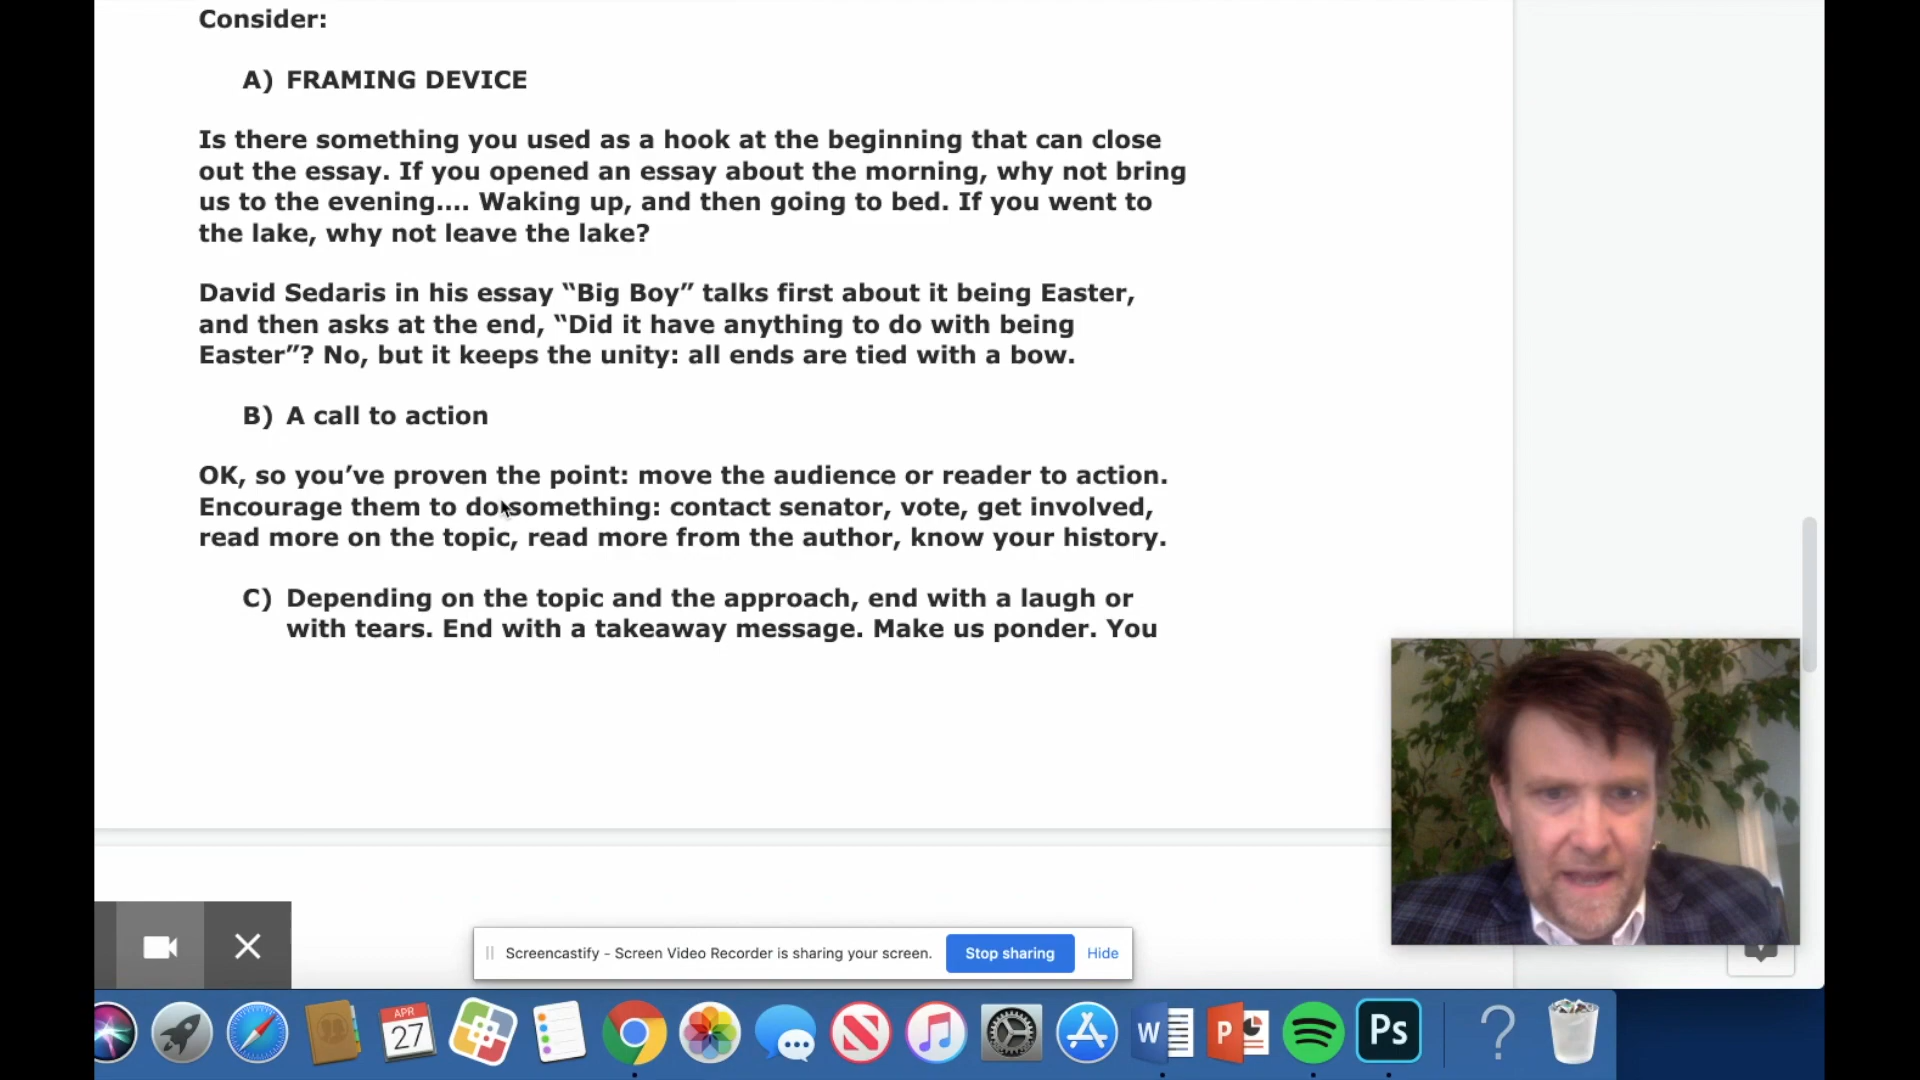 Consider:
A) FRAMING DEVICE
Is there something you used as a hook at the beginning that can close
out the essay. If you opened an essay about the morning, why not bring
us to the evening.... Waking up, and then going to bed. If you went to
the lake, why not leave the lake?
David Sedaris in his essay “Big Boy” talks first about it being Easter,
and then asks at the end, “Did it have anything to do with being
Easter”? No, but it keeps the unity: all ends are tied with a bow.
B) A call to action
OK, so you’ve proven the point: move the audience or reader to action.
Encourage them to do something: contact senator, vote, get involved,
read more on the topic, read more from the author, know your history.
C) Depending on the topic and the approach, end with a laugh or
with tears. End with a takeaway message. Make us ponder. You
Screencastify - Screen Video Recorder is sharing your screen.
Stop sharing
Hide
APR
27
W
P
Ps
?